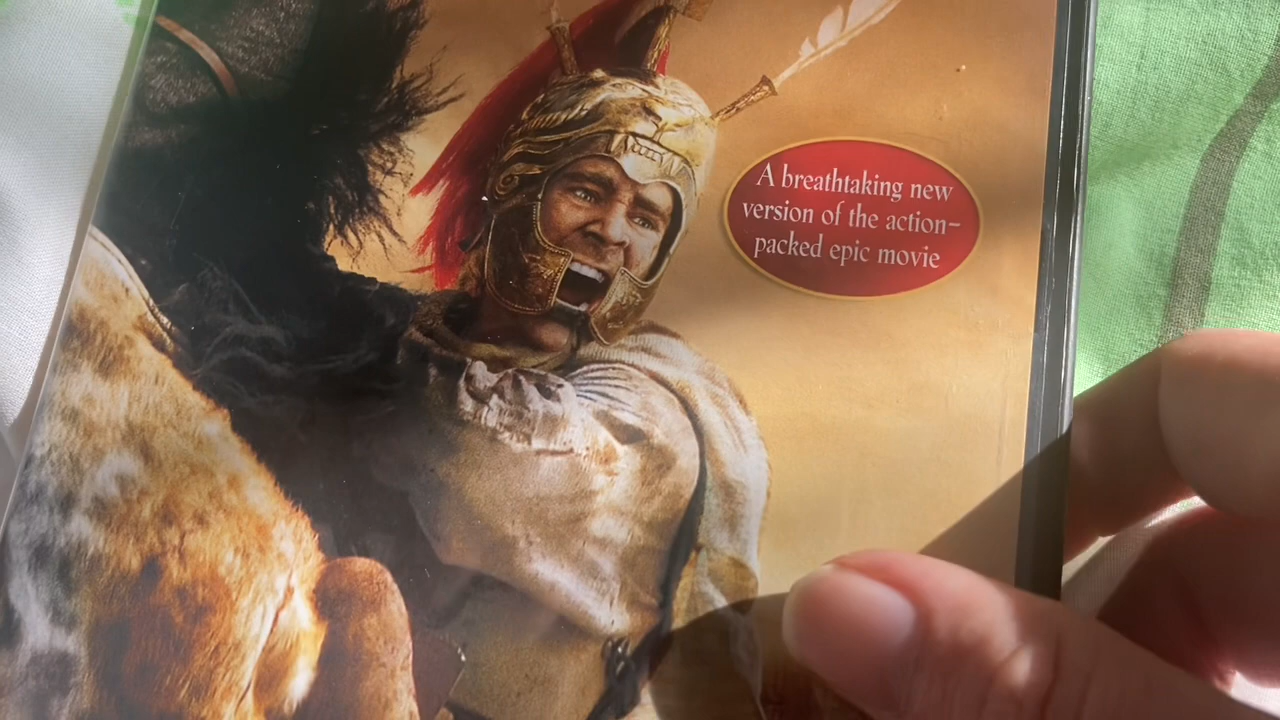 A breathtaking new
version of the action-
packed epic movie